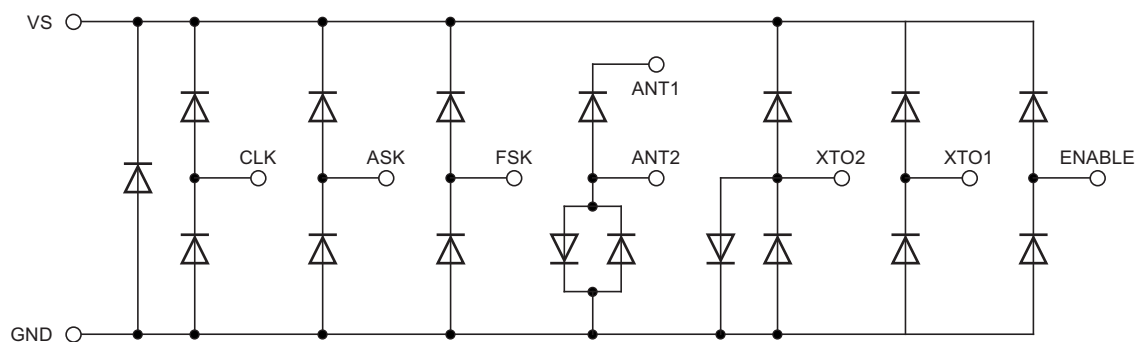 VS
ANT1
CLK
ASK
FSK
ANT2
XTO2
XTO1
ENABLE
GND